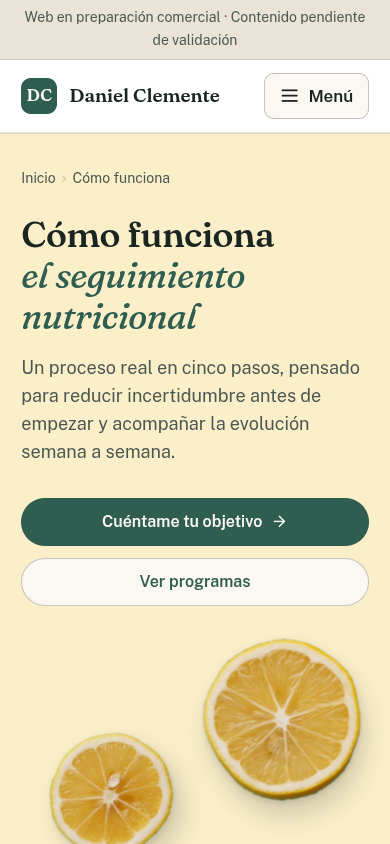 Web en preparación comercial · Contenido pendiente
de validación
DC
Daniel Clemente
Menú
Inicio › Cómo funciona
Cómo funciona
el seguimiento
nutricional
Un proceso real en cinco pasos, pensado
para reducir incertidumbre antes de
empezar y acompañar la evolución
semana a semana.
Cuéntame tu objetivo →
Ver programas